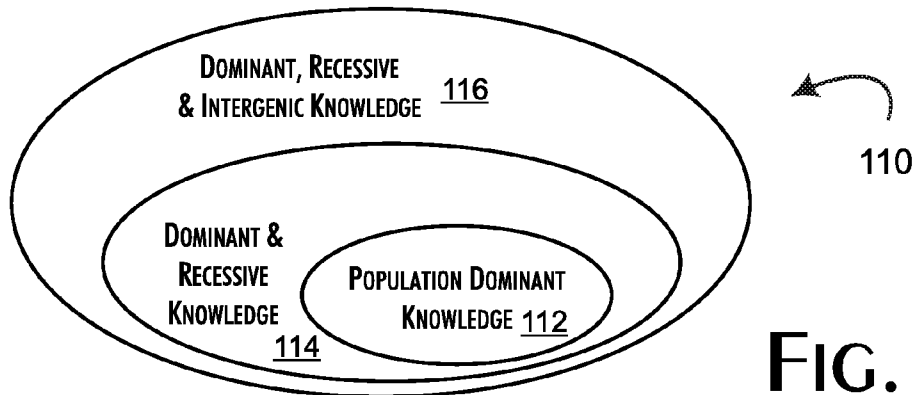 DOMINANT, RECESSIVE
& INTERGENIC KNOWLEDGE 116
110
DOMINANT &
RECESSIVE
KNOWLEDGE
114
POPULATION DOMINANT
KNOWLEDGE 112
FIG.